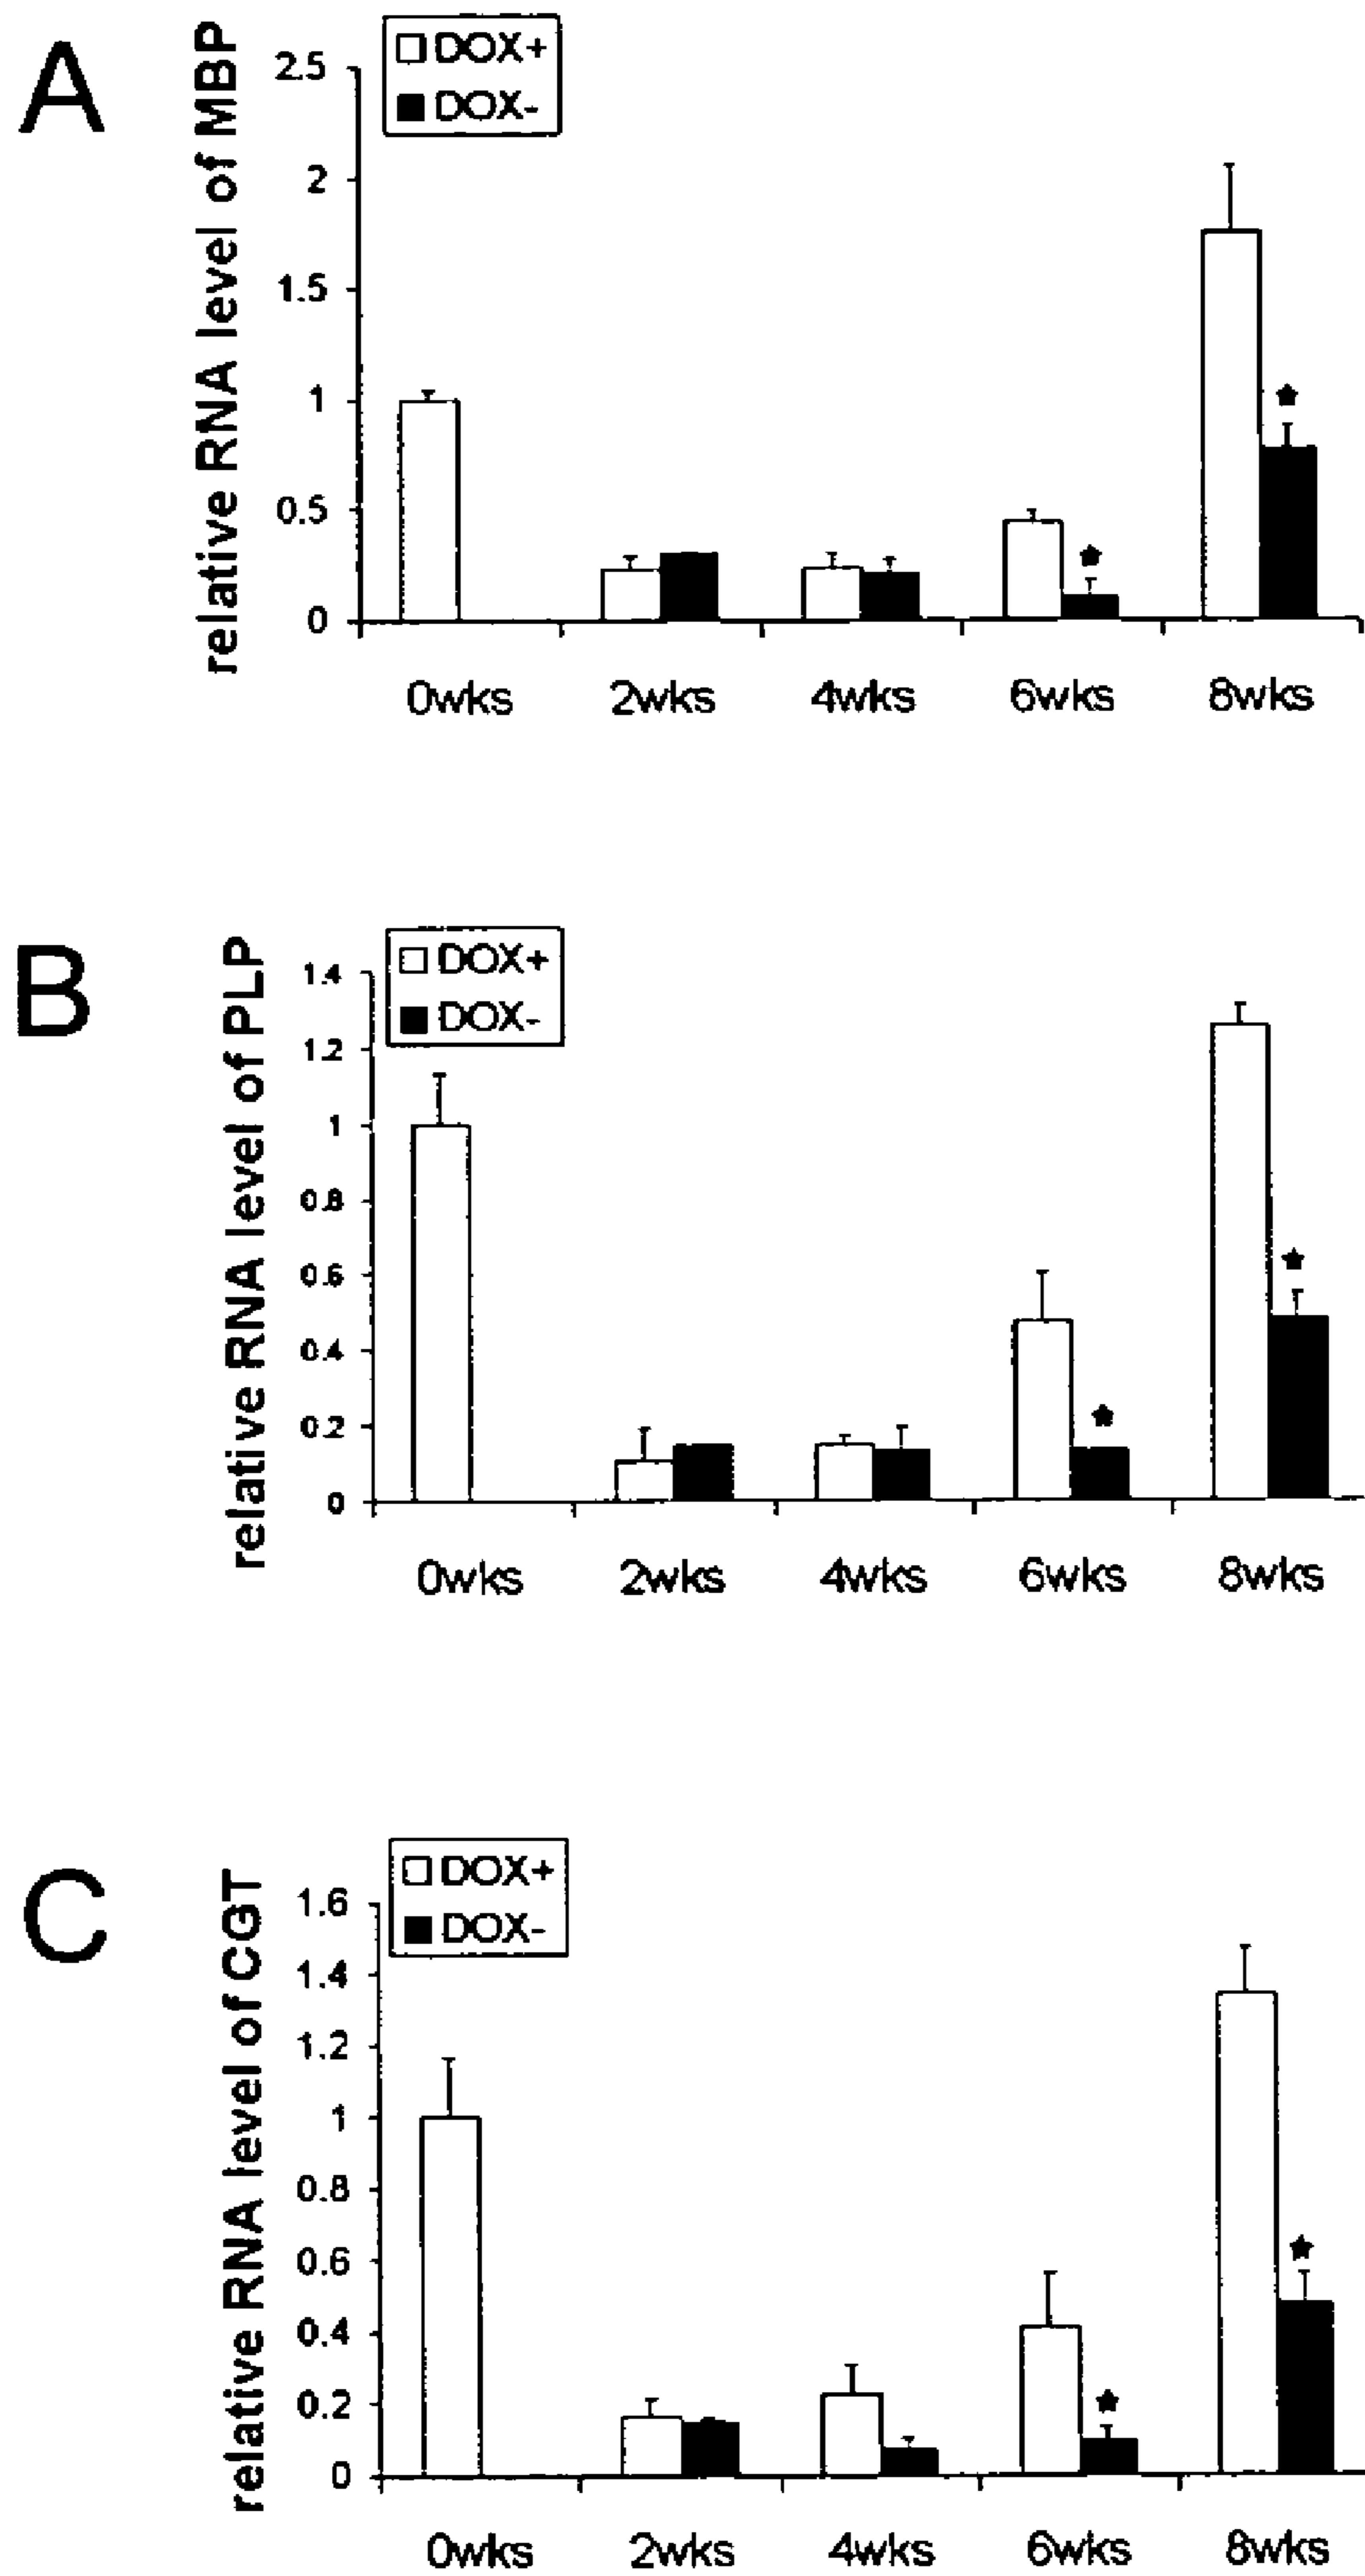 A
relative RNA level of MBP
DOX+
DOX-
2.5
2
1.5
1
0.5
0
0wks 2wks 4wks 6wks 8wks
B
relative RNA level of PLP
DOX+
DOX-
1.4
1.2
1
0.8
0.6
0.4
0.2
0
0wks 2wks 4wks 6wks 8wks
C
relative RNA level of CGT
DOX+
DOX-
1.6
1.4
1.2
1
0.8
0.6
0.4
0.2
0
0wks 2wks 4wks 6wks 8wks